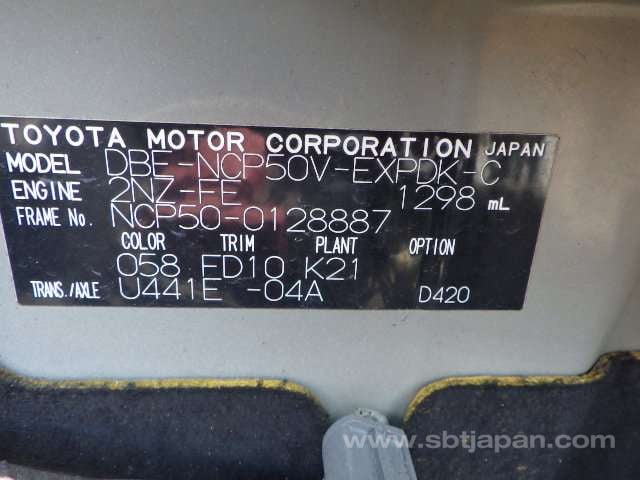 TOYOTA MOTOR CORPORATION JAPAN
MODEL DBE-NCP50V-EXPDK-C
ENGINE 2NZ-FE 1298 mL
FRAME No. NCP50-0128887
COLOR TRIM PLANT OPTION
058 FD10 K21
TRANS./AXLE U441E -04A D420
www.sbtjapan.com